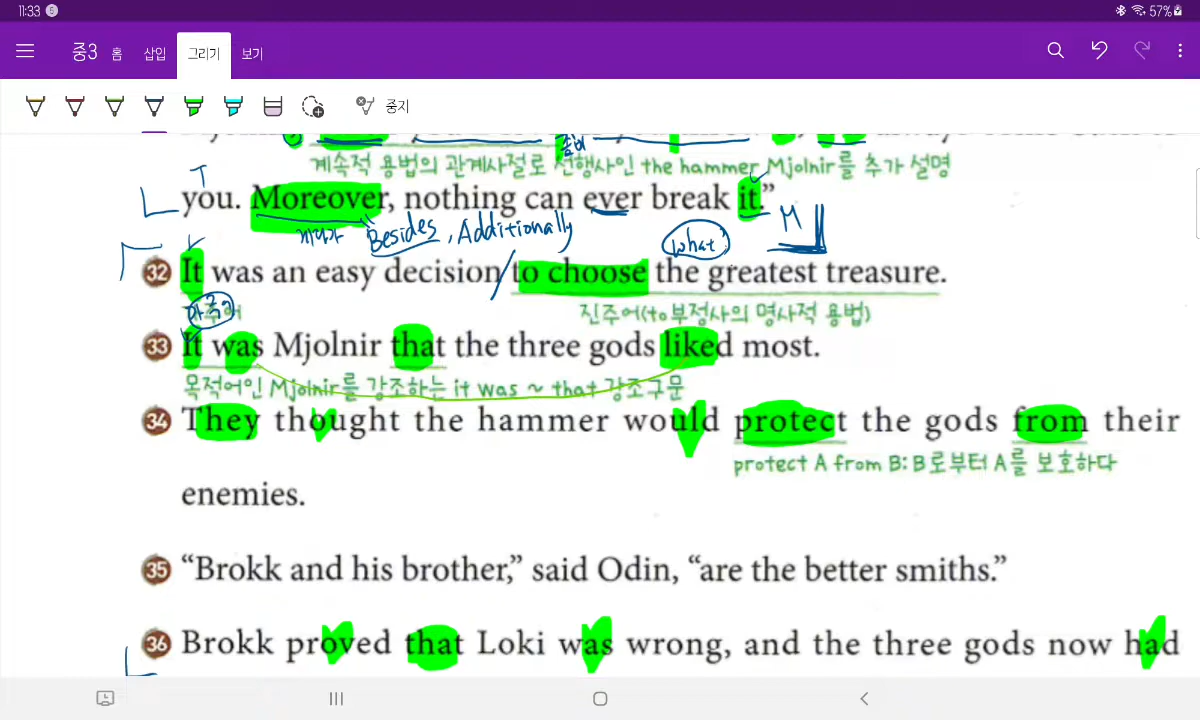 11:33 S 57%
중3 홈 삽입 그리기 보기
중지
계속적 용법의 관계사절로 선행사인 the hammer Mjolnir를 추가 설명
you. Moreover, nothing can ever break it.”
게다가 Besides, Additionally what M
32 It was an easy decision / to choose the greatest treasure.
가주어 진주어(to부정사의 명사적 용법)
33 It was Mjolnir that the three gods liked most.
목적어인 Mjolnir를 강조하는 it was ~ that 강조구문
34 They thought the hammer would protect the gods from their
protect A from B: B로부터 A를 보호하다
enemies.
35 “Brokk and his brother,” said Odin, “are the better smiths.”
36 Brokk proved that Loki was wrong, and the three gods now had